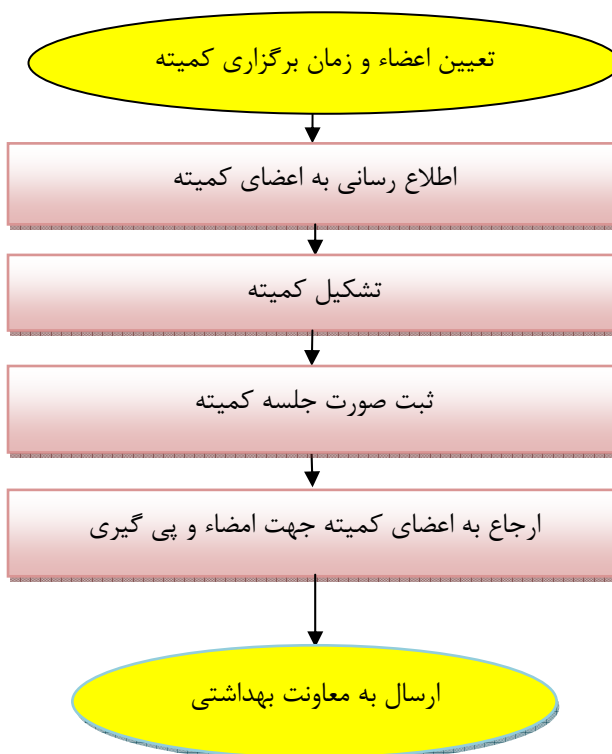 تعیین اعضاء و زمان برگزاری کمیته
اطلاع رسانی به اعضای کمیته
تشکیل کمیته
ثبت صورت جلسه کمیته
ارجاع به اعضای کمیته جهت امضاء و پی گیری
ارسال به معاونت بهداشتی